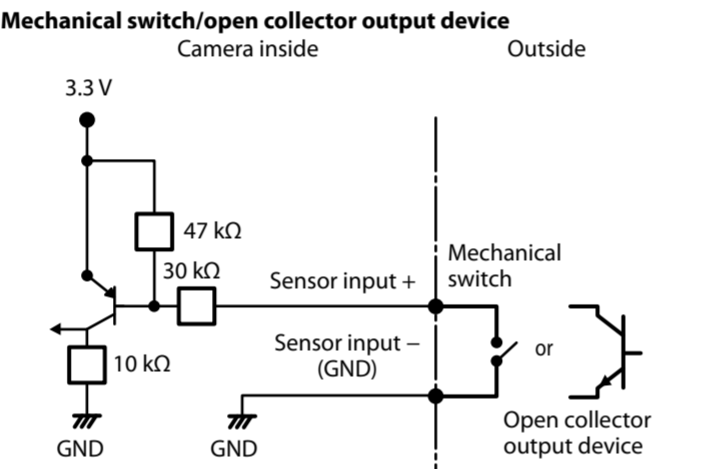 Mechanical switch/open collector output device
Camera inside
Outside
3.3 V
47 kΩ
30 kΩ
Sensor input +
Mechanical
switch
Sensor input –
(GND)
or
10 kΩ
GND
GND
Open collector
output device